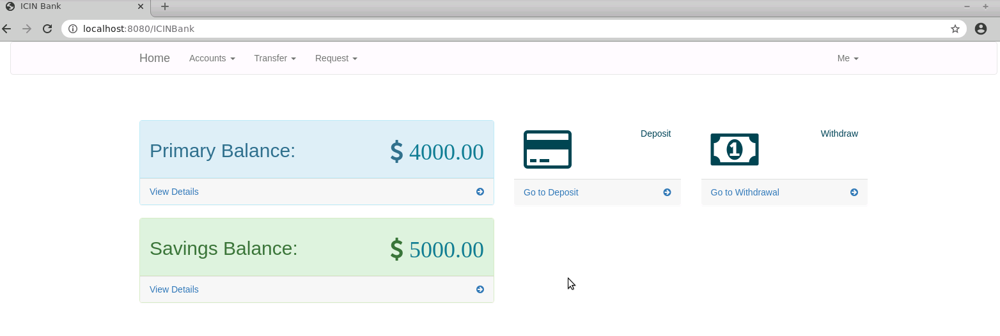 ICIN Bank
localhost:8080/ICINBank
Home Accounts Transfer Request Me
Primary Balance: $ 4000.00
View Details
Deposit
Go to Deposit
1
Withdraw
Go to Withdrawal
Savings Balance: $ 5000.00
View Details